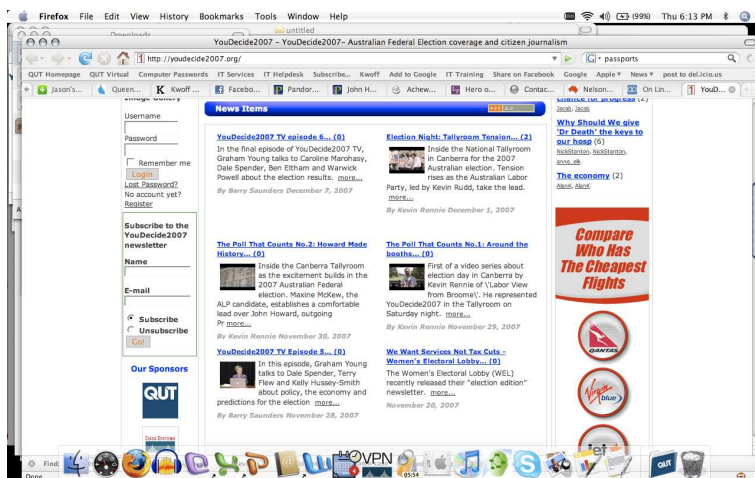 Firefox File Edit View History Bookmarks Tools Window Help
(99%) Thu 6:13 PM
Downloads
untitled
YouDecide2007 - YouDecide2007- Australian Federal Election coverage and citizen journalism
http://youdecide2007.org/
passports
QUT Homepage QUT Virtual Computer Passwords IT Services IT Helpdesk Subscribe... Kwoff Add to Google IT Training Share on Facebook Google Apple News post to del.icio.us
Jason's... Queen... Kwoff ... Facebo... Pandor... John H... Achew... Hero o... Contac... Nelson... On Lin... YouD...
Image Gallery
Username
Password
Remember me
Login
Lost Password?
No account yet?
Register
Subscribe to the
YouDecide2007
newsletter
Name
E-mail
Subscribe
Unsubscribe
Go!
Our Sponsors
QUT
CISCO SYSTEMS
News Items
YouDecide2007 TV episode 6... (0)
In the final episode of YouDecide2007 TV,
Graham Young talks to Caroline Marohasy,
Dale Spender, Ben Eltham and Warwick
Powell about the election results. more...
By Barry Saunders December 7, 2007
Election Night: Tallyroom Tension... (2)
Inside the National Tallyroom
in Canberra for the 2007
Australian election. Tension
rises as the Australian Labor
Party, led by Kevin Rudd, take the lead.
more...
By Kevin Rennie December 1, 2007
The Poll That Counts No.2: Howard Made
History... (0)
Inside the Canberra Tallyroom
as the excitement builds in the
2007 Australian Federal
election. Maxine McKew, the
ALP candidate, establishes a comfortable
lead over John Howard, outgoing
Pr more...
By Kevin Rennie November 30, 2007
The Poll That Counts No.1: Around the
booths... (0)
First of a video series about
election day in Canberra by
Kevin Rennie of \'Labor View
from Broome\'. He represented
YouDecide2007 in the Tallyroom on
Saturday night. more...
By Kevin Rennie November 29, 2007
YouDecide2007 TV Episode 5... (0)
In this episode, Graham Young
talks to Dale Spender, Terry
Flew and Kelly Hussey-Smith
about policy, the economy and
predictions for the election more...
By Barry Saunders November 28, 2007
We Want Services Not Tax Cuts -
Women's Electoral Lobby... (0)
The Women's Electoral Lobby (WEL)
recently released their "election edition"
newsletter. more...
November 20, 2007
chance for progress (2)
Jacob, Jacob
Why Should We give
'Dr Death' the keys to
our hosp (6)
NickStanton, NickStanton,
anne_elk
The economy (2)
AlanK, AlanK
Compare
Who Has
The Cheapest
Flights
QANTAS
Virgin
blue
Jet
Find:
Done
VPN
05:54
QUT